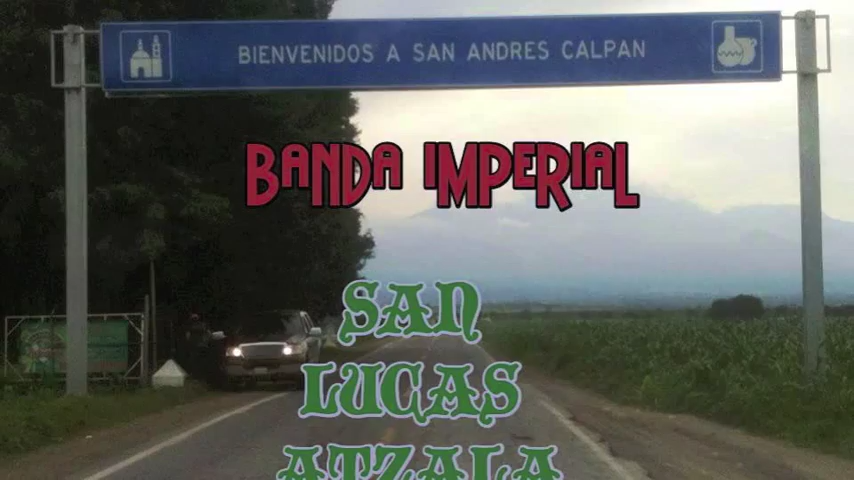 BIENVENIDOS A SAN ANDRES CALPAN
BANDA IMPERIAL
SAN
LUCAS
ATZALA